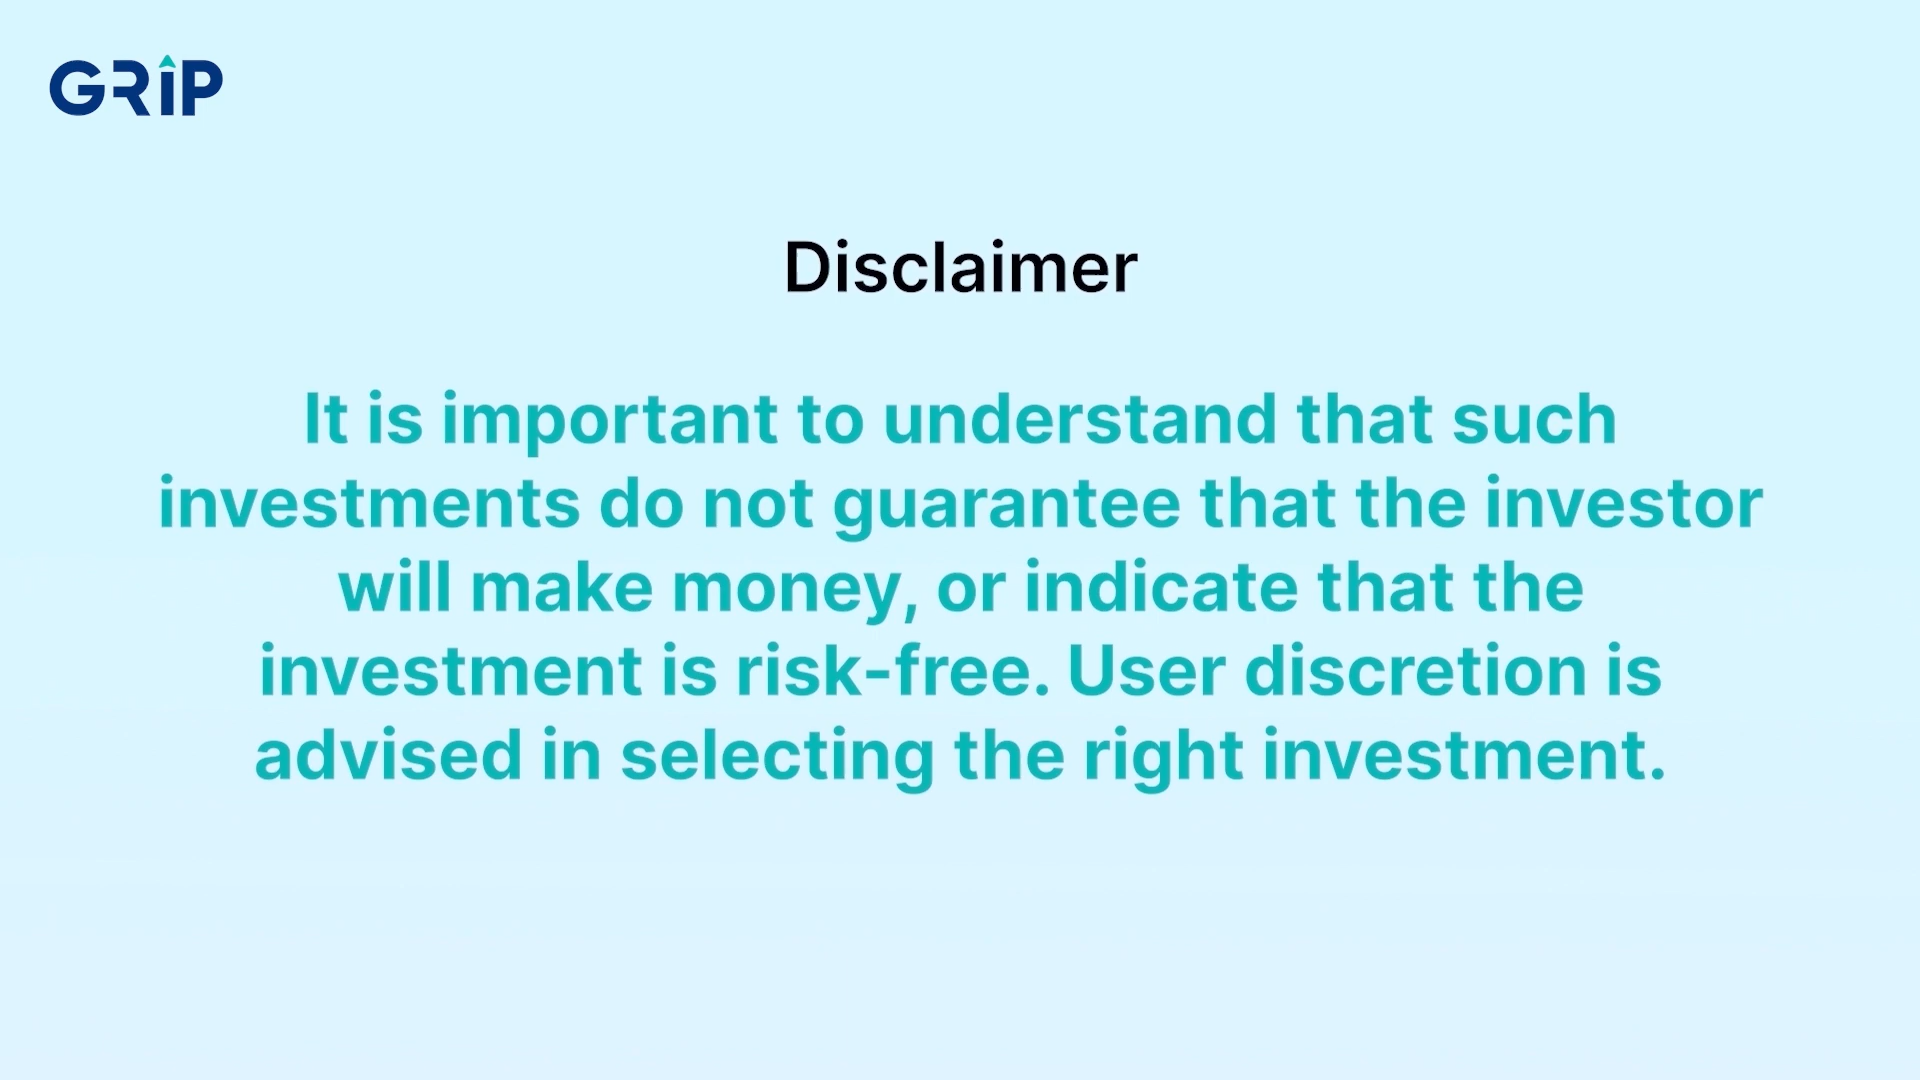 GRIP
Disclaimer
It is important to understand that such
investments do not guarantee that the investor
will make money, or indicate that the
investment is risk-free. User discretion is
advised in selecting the right investment.